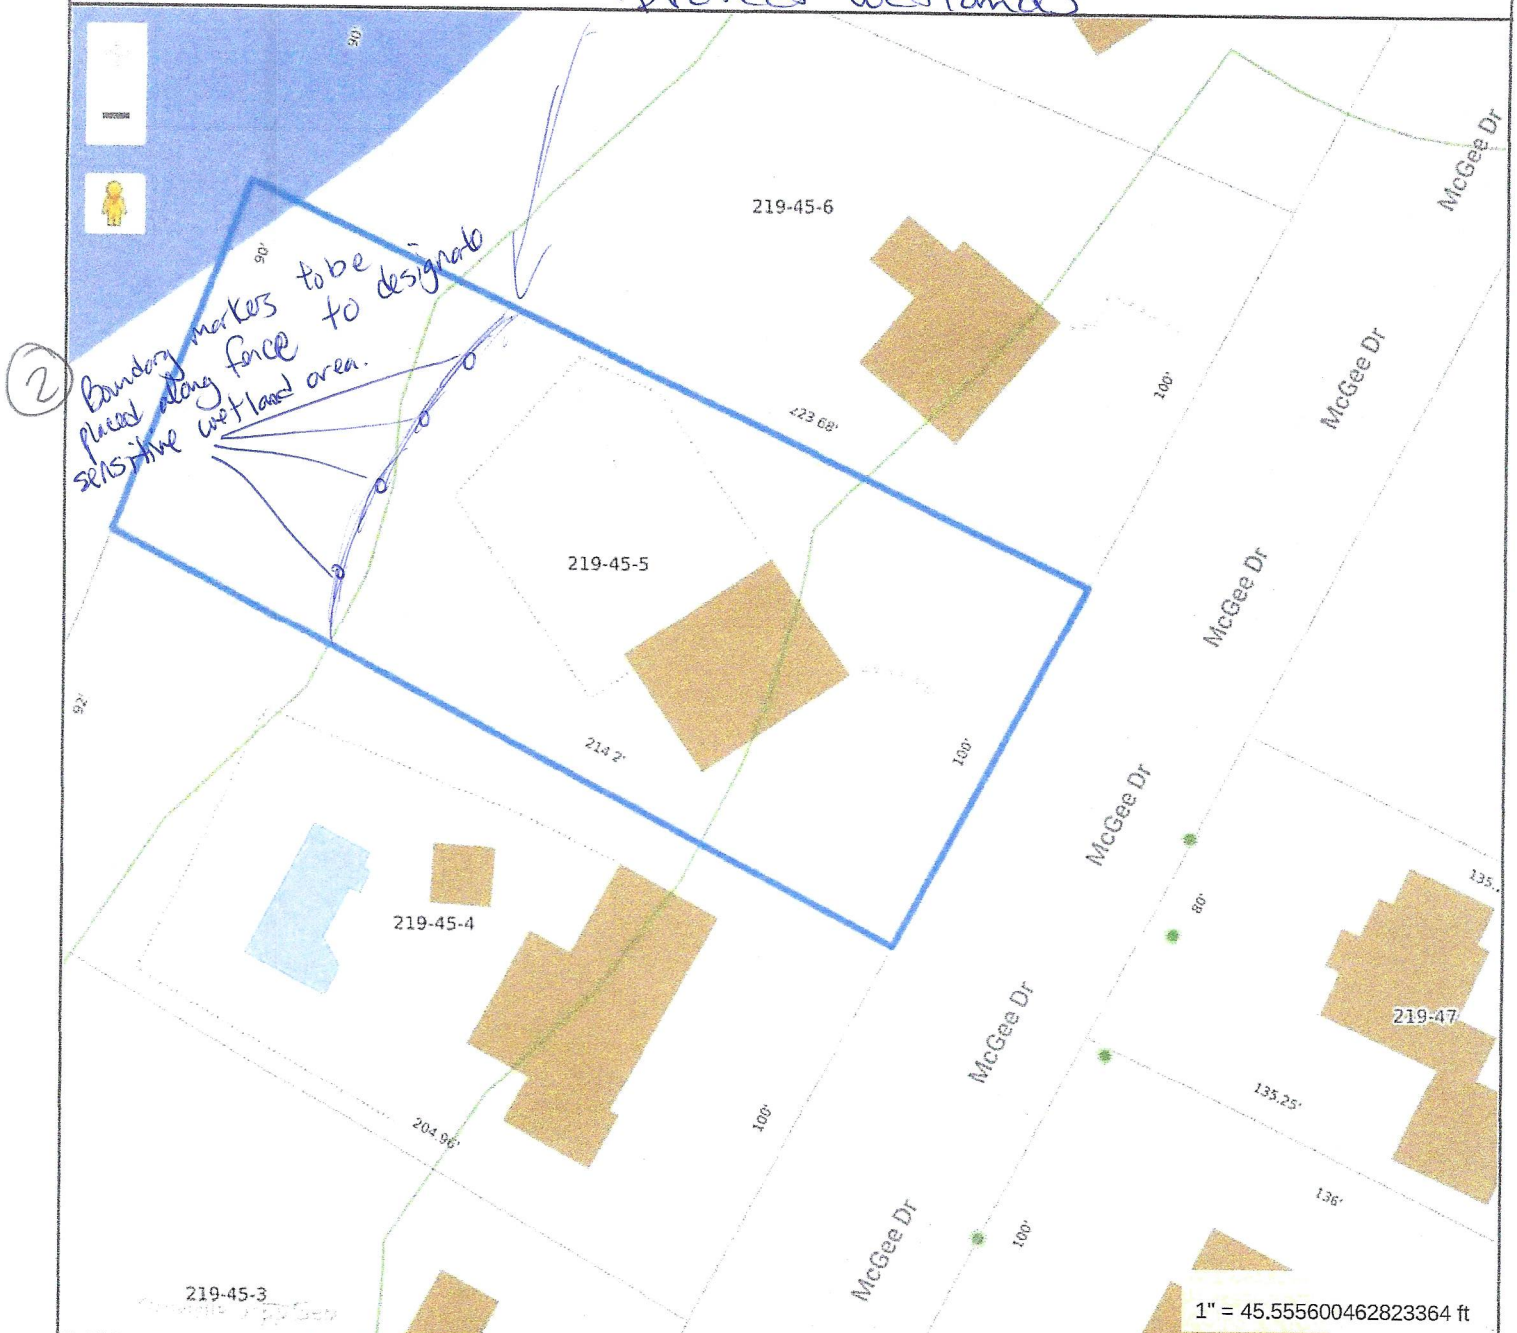 wetlands
90'
McGee Dr
219-45-6
90'
Boundary markers to be
placed along fence to designate
sensitive wetland area.
2
McGee Dr
100'
223 68'
219-45-5
McGee Dr
92'
214 2'
100'
McGee Dr
135.
80'
219-45-4
219-47
McGee Dr
135.25'
204.96'
100'
136'
McGee Dr
100'
219-45-3
1" = 45.555600462823364 ft